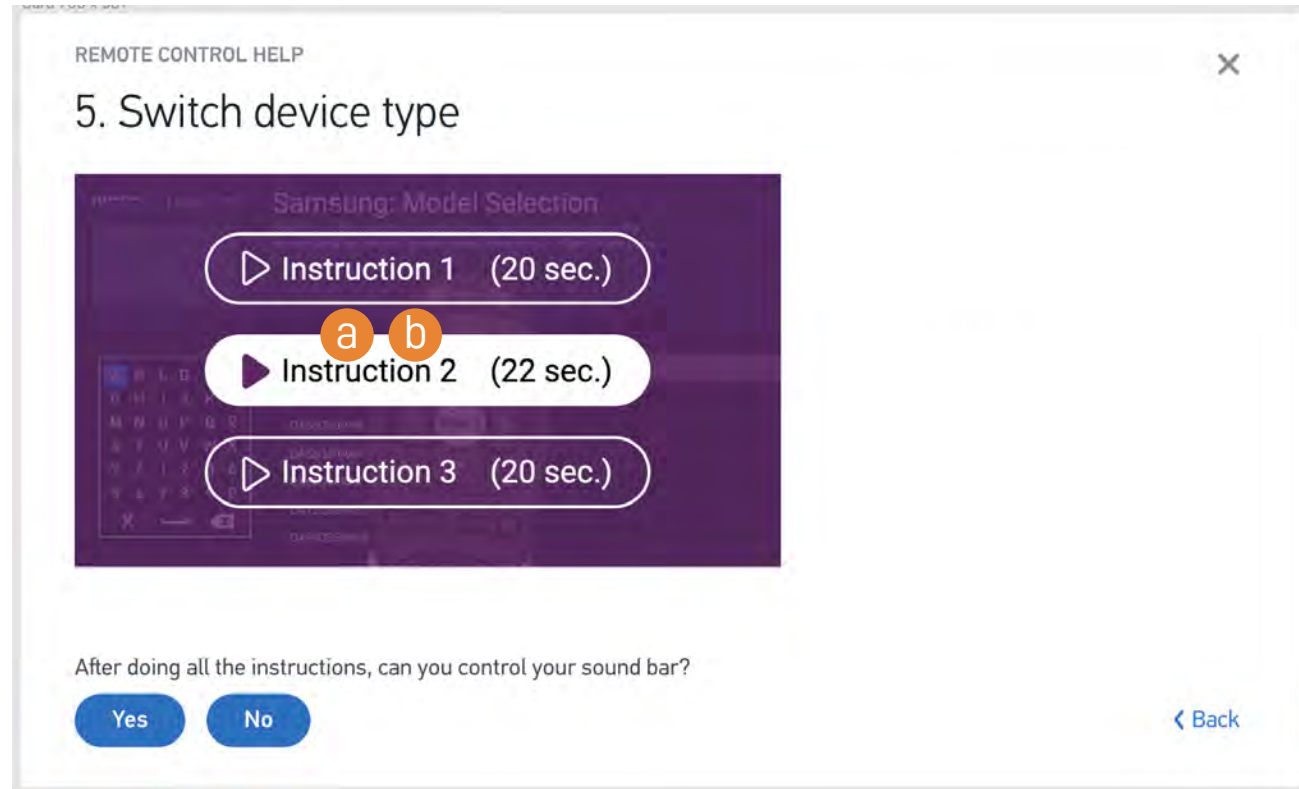 REMOTE CONTROL HELP
5. Switch device type
Samsung: Model Selection
Instruction 1 (20 sec.)
a b
Instruction 2 (22 sec.)
Instruction 3 (20 sec.)
After doing all the instructions, can you control your sound bar?
Yes No
Back